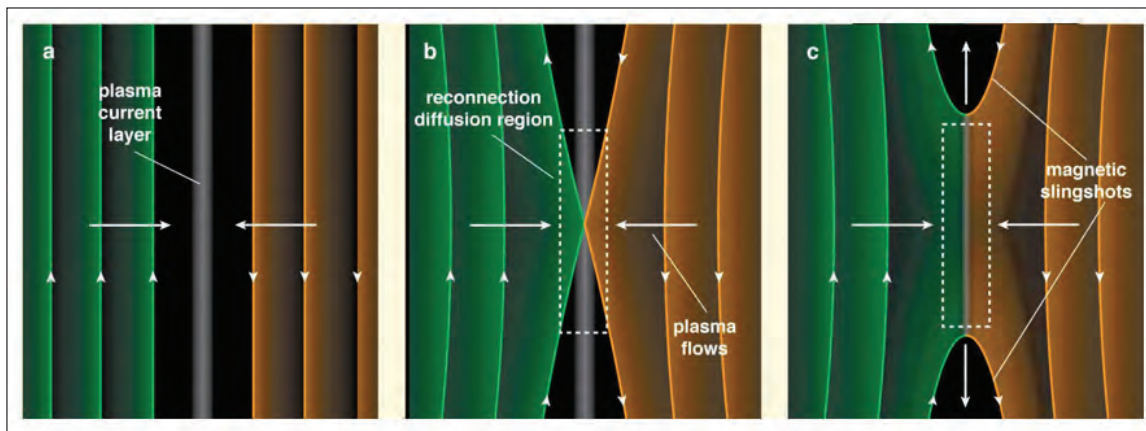 a
plasma
current
layer
b
reconnection
diffusion region
plasma
flows
c
magnetic
slingshots